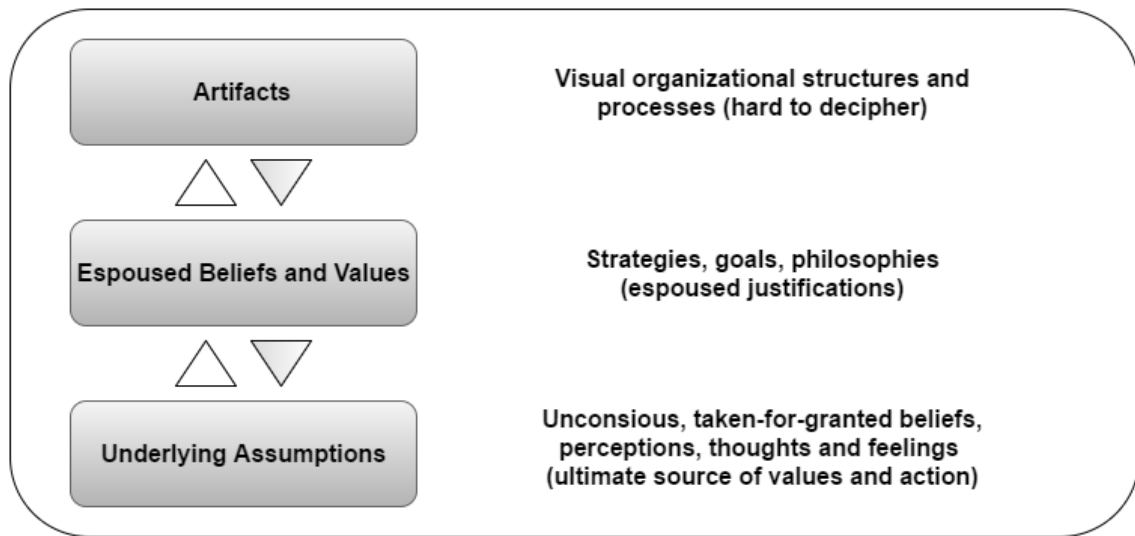 Artifacts
Visual organizational structures and
processes (hard to decipher)
Espoused Beliefs and Values
Strategies, goals, philosophies
(espoused justifications)
Underlying Assumptions
Unconsious, taken-for-granted beliefs,
perceptions, thoughts and feelings
(ultimate source of values and action)